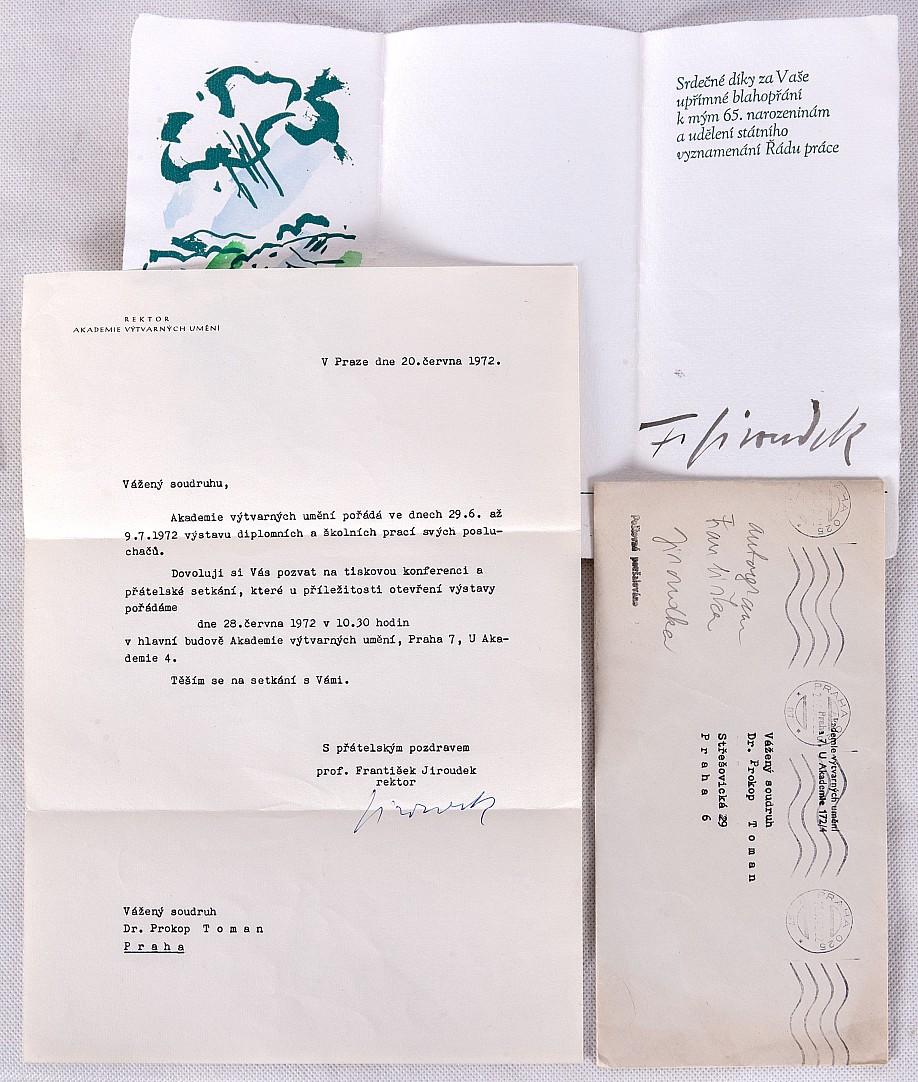 Srdečné díky za Vaše
upřímné blahopřání
k mým 65. narozeninám
a udělení státního
vyznamenání Řádu práce
F. Jiroudek
REKTOR
AKADEMIE VÝTVARNÝCH UMĚNÍ
V Praze dne 20.června 1972.
Vážený soudruhu,
Akademie výtvarných umění pořádá ve dnech 29.6. až
9.7.1972 výstavu diplomních a školních prací svých poslu-
chačů.
Dovoluji si Vás pozvat na tiskovou konferenci a
přátelské setkání, které u příležitosti otevření výstavy
pořádáme
dne 28.června 1972 v 10.30 hodin
v hlavní budově Akademie výtvarných umění, Praha 7, U Aka-
demie 4.
Těším se na setkání s Vámi.
S přátelským pozdravem
prof. František Jiroudek
rektor
Jiroudek
Vážený soudruh
Dr. Prokop T o m a n
P r a h a
PRAHA 025
PRAHA
PRAHA 025
Akademie výtvarných umění
Praha 7, U Akademie 172/4
autogram
Františka
Jiroudka
Poštovné paušalováno
Vážený soudruh
Dr. Prokop T o m a n
Střešovická 29
P r a h a 6